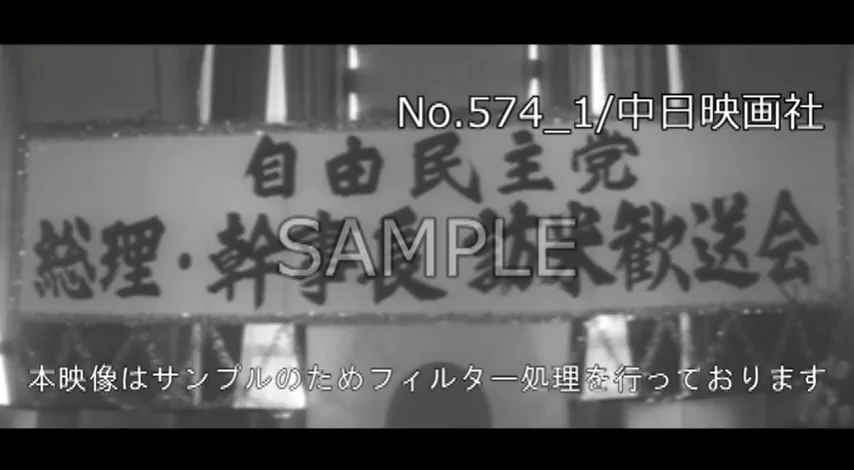 No.574_1/中日映画社
自由民主党
総理・幹事長 訪米歓送会
SAMPLE
本映像はサンプルのためフィルター処理を行っております